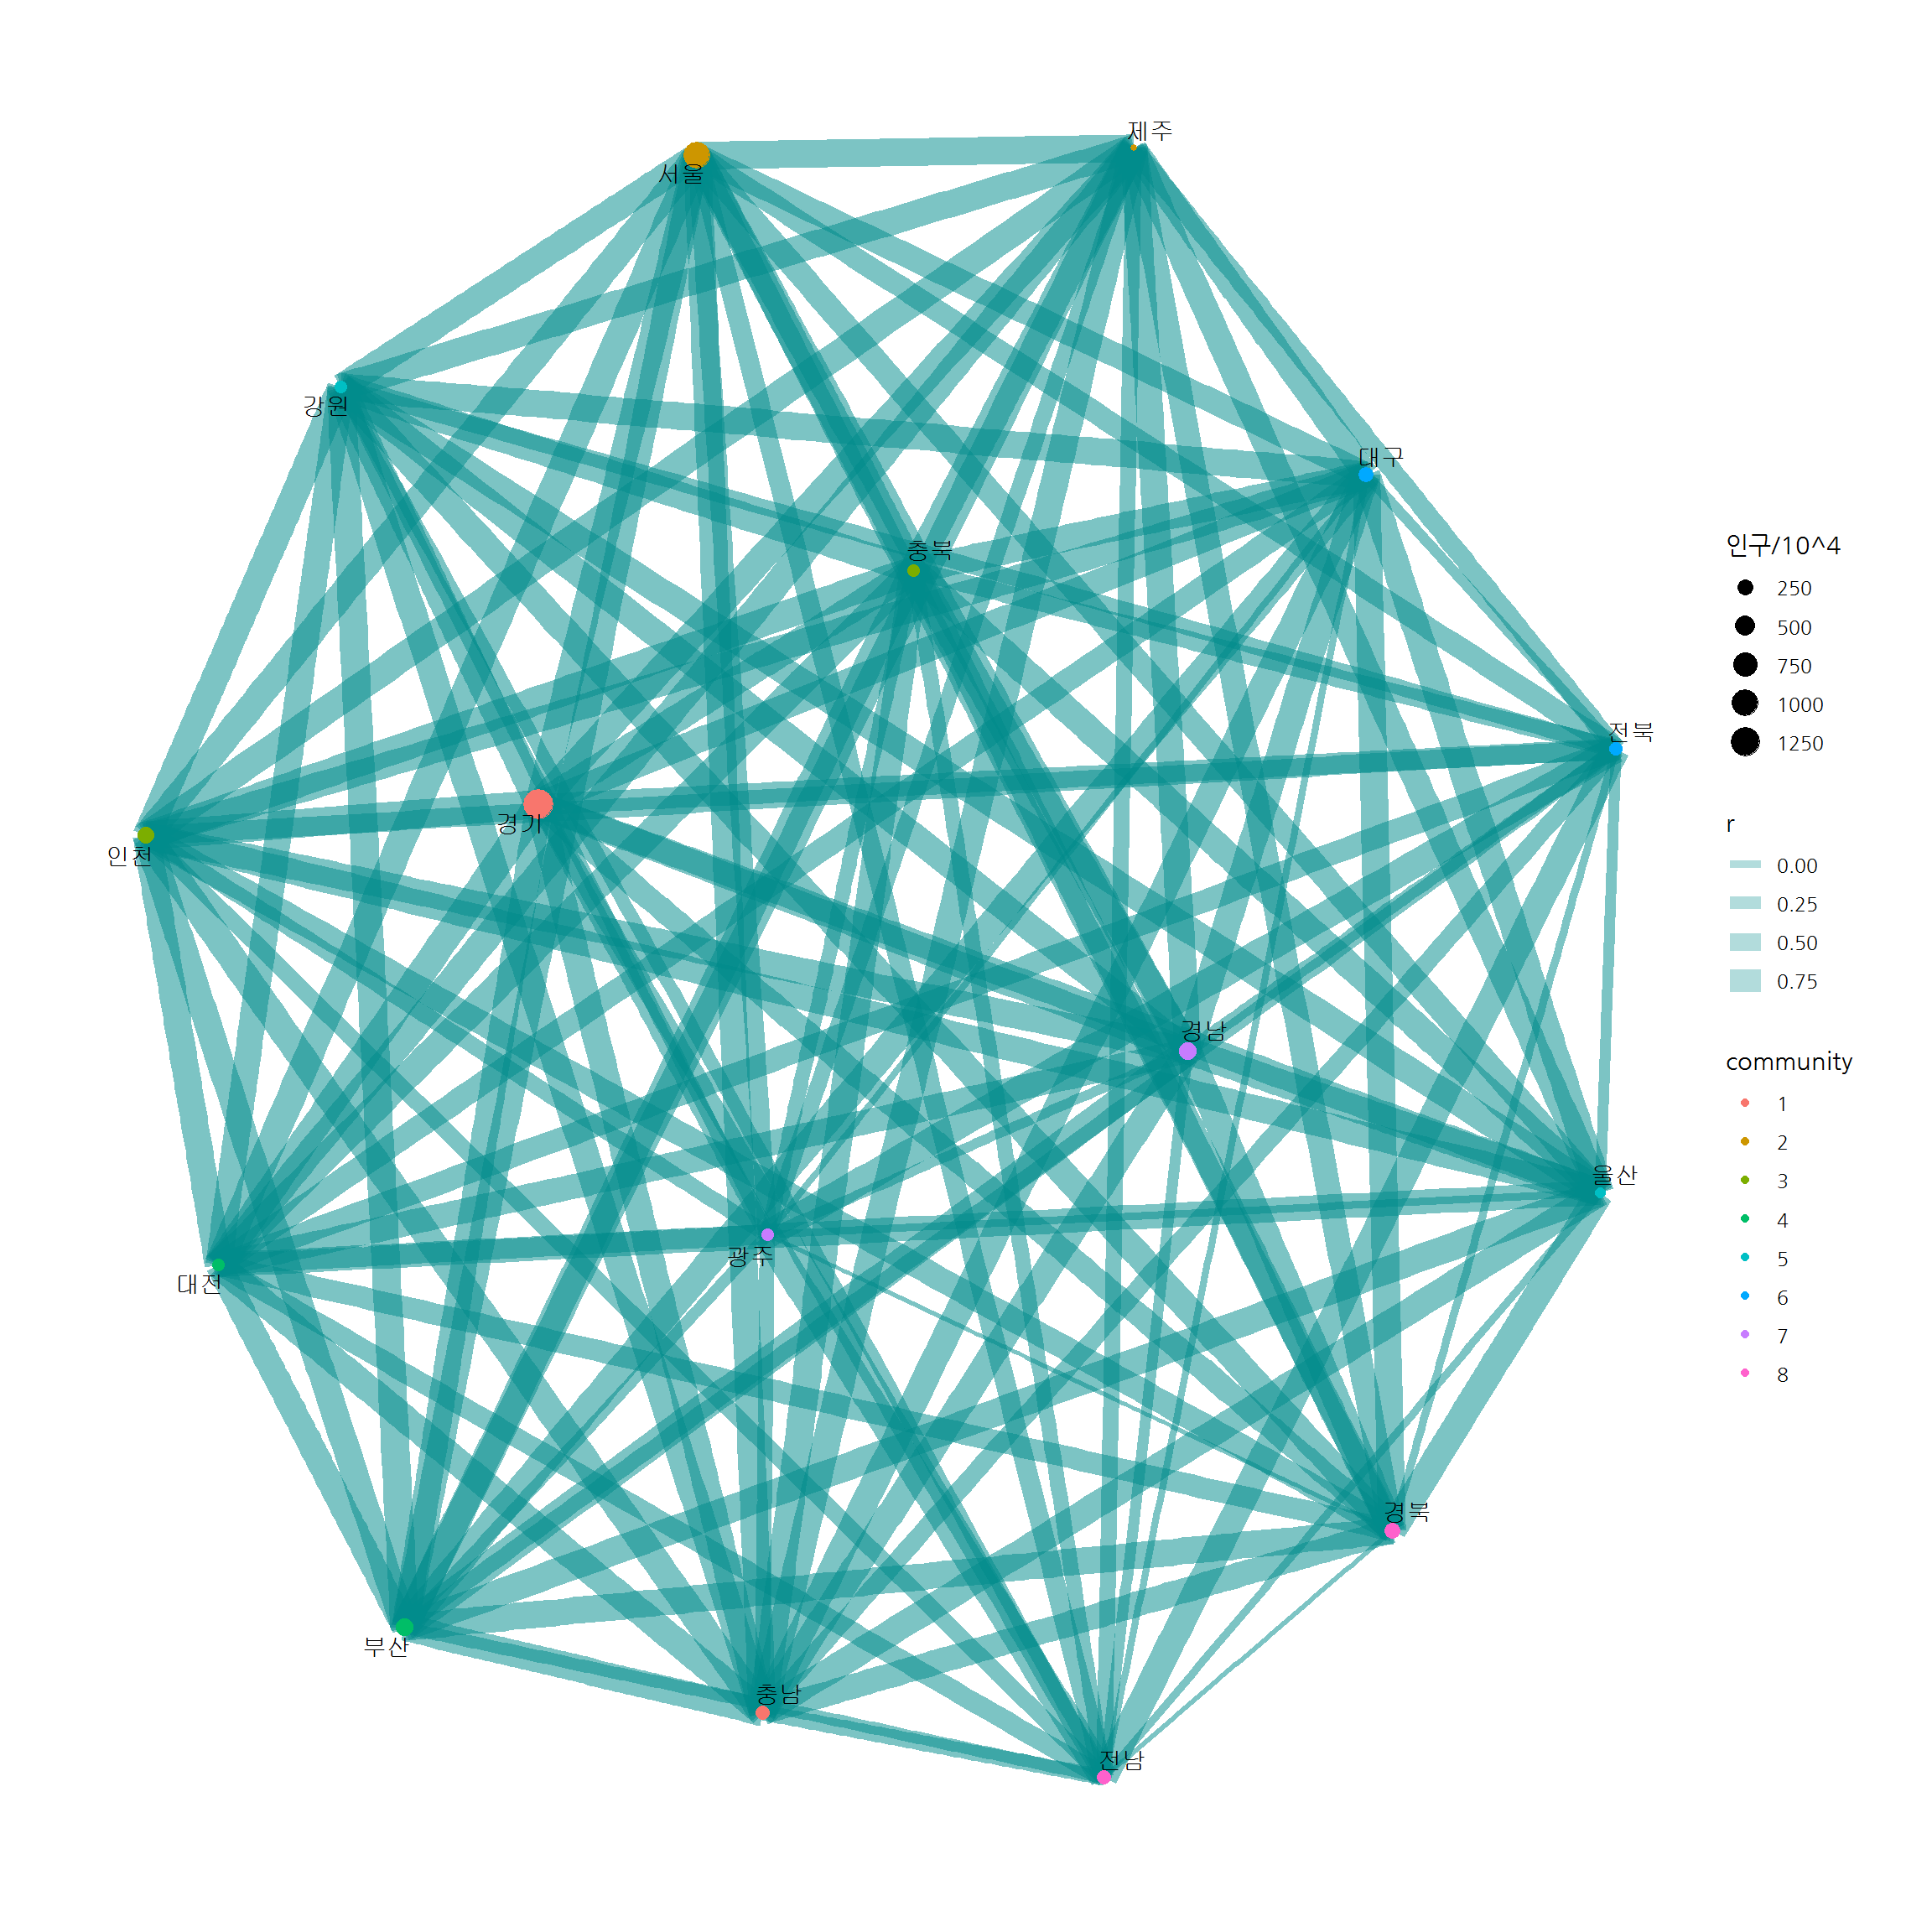 제주
서울
강원
대구
충북
전북
경기
인천
경남
울산
광주
대전
경북
부산
충남
전남
인구/10^4
250
500
750
1000
1250
r
0.00
0.25
0.50
0.75
community
1
2
3
4
5
6
7
8